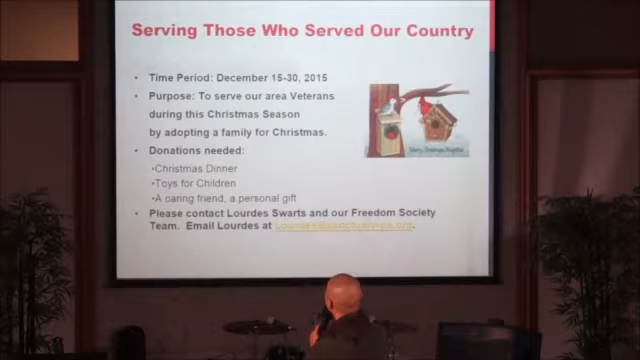 Serving Those Who Served Our Country
• Time Period: December 15-30, 2015
• Purpose: To serve our area Veterans
during this Christmas Season
by adopting a family for Christmas.
• Donations needed:
•Christmas Dinner
•Toys for Children
•A caring friend, a personal gift
• Please contact Lourdes Swarts and our Freedom Society
Team. Email Lourdes at